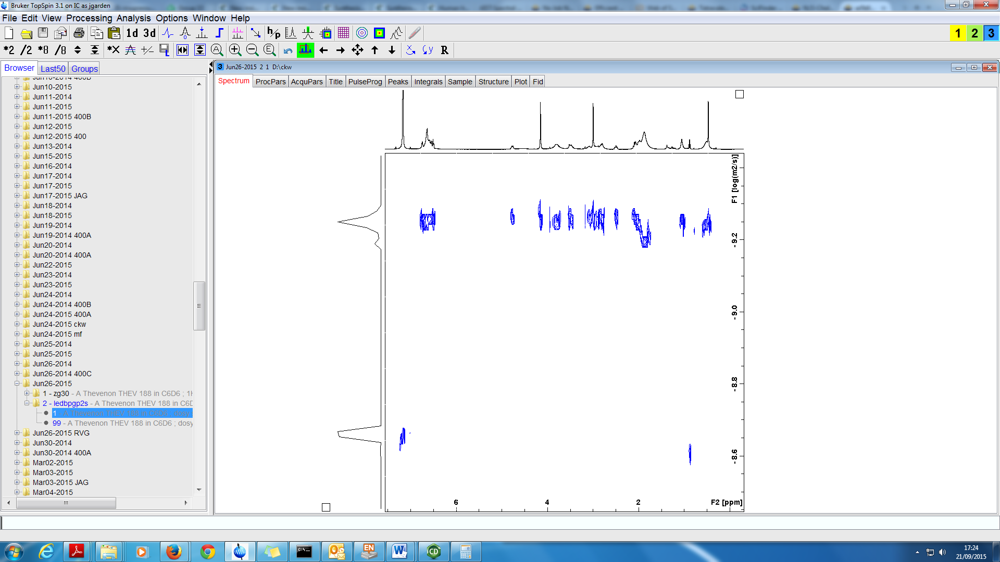 Bruker TopSpin 3.1 on IC as jgarden
File Edit View Processing Analysis Options Window Help
1d 3d h/p
1 2 3
*2 /2 *8 /8 *X +/- R
Browser Last50 Groups
3 Jun26-2015 2 1 D:\ckw
Spectrum ProcPars AcquPars Title PulseProg Peaks Integrals Sample Structure Plot Fid
Jun10-2014 400B
Jun10-2015
Jun11-2014
Jun11-2015
Jun11-2015 400B
Jun12-2015
Jun12-2015 400
Jun13-2014
Jun15-2015
Jun16-2014
Jun17-2014
Jun17-2015
Jun17-2015 JAG
Jun18-2014
Jun18-2015
Jun19-2014
Jun19-2014 400A
Jun20-2014
Jun20-2014 400A
Jun22-2015
Jun23-2014
Jun23-2015
Jun24-2014
Jun24-2014 400B
Jun24-2015 400A
Jun24-2015 ckw
Jun24-2015 mf
Jun25-2014
Jun25-2015
Jun26-2014
Jun26-2014 400C
Jun26-2015
1 - zg30 - A Thevenon THEV 188 in C6D6 ; 1H
2 - ledbpgp2s - A Thevenon THEV 188 in C6D
1 - A Thevenon THEV 188 in C6D6 ; dosy
99 - A Thevenon THEV 188 in C6D6 ; dosy
Jun26-2015 RVG
Jun30-2014
Jun30-2014 400A
Mar02-2015
Mar03-2015
Mar03-2015 JAG
Mar04-2015
F1 [log(m2/s)]
-9.2
-9.0
-8.8
-8.6
6 4 2 F2 [ppm]
EN
CD
17:24
21/09/2015